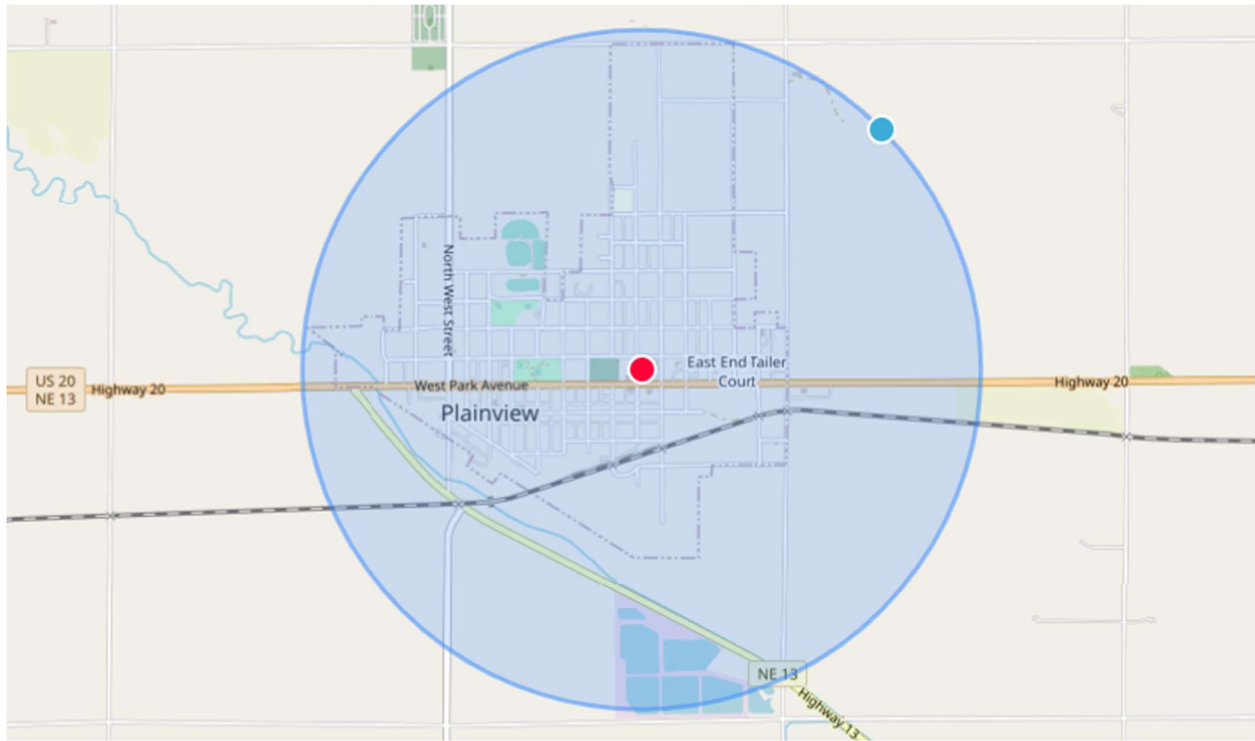 North West Street
East End Tailer
Court
US 20
NE 13
Highway 20
West Park Avenue
Highway 20
Plainview
NE 13
Highway 13